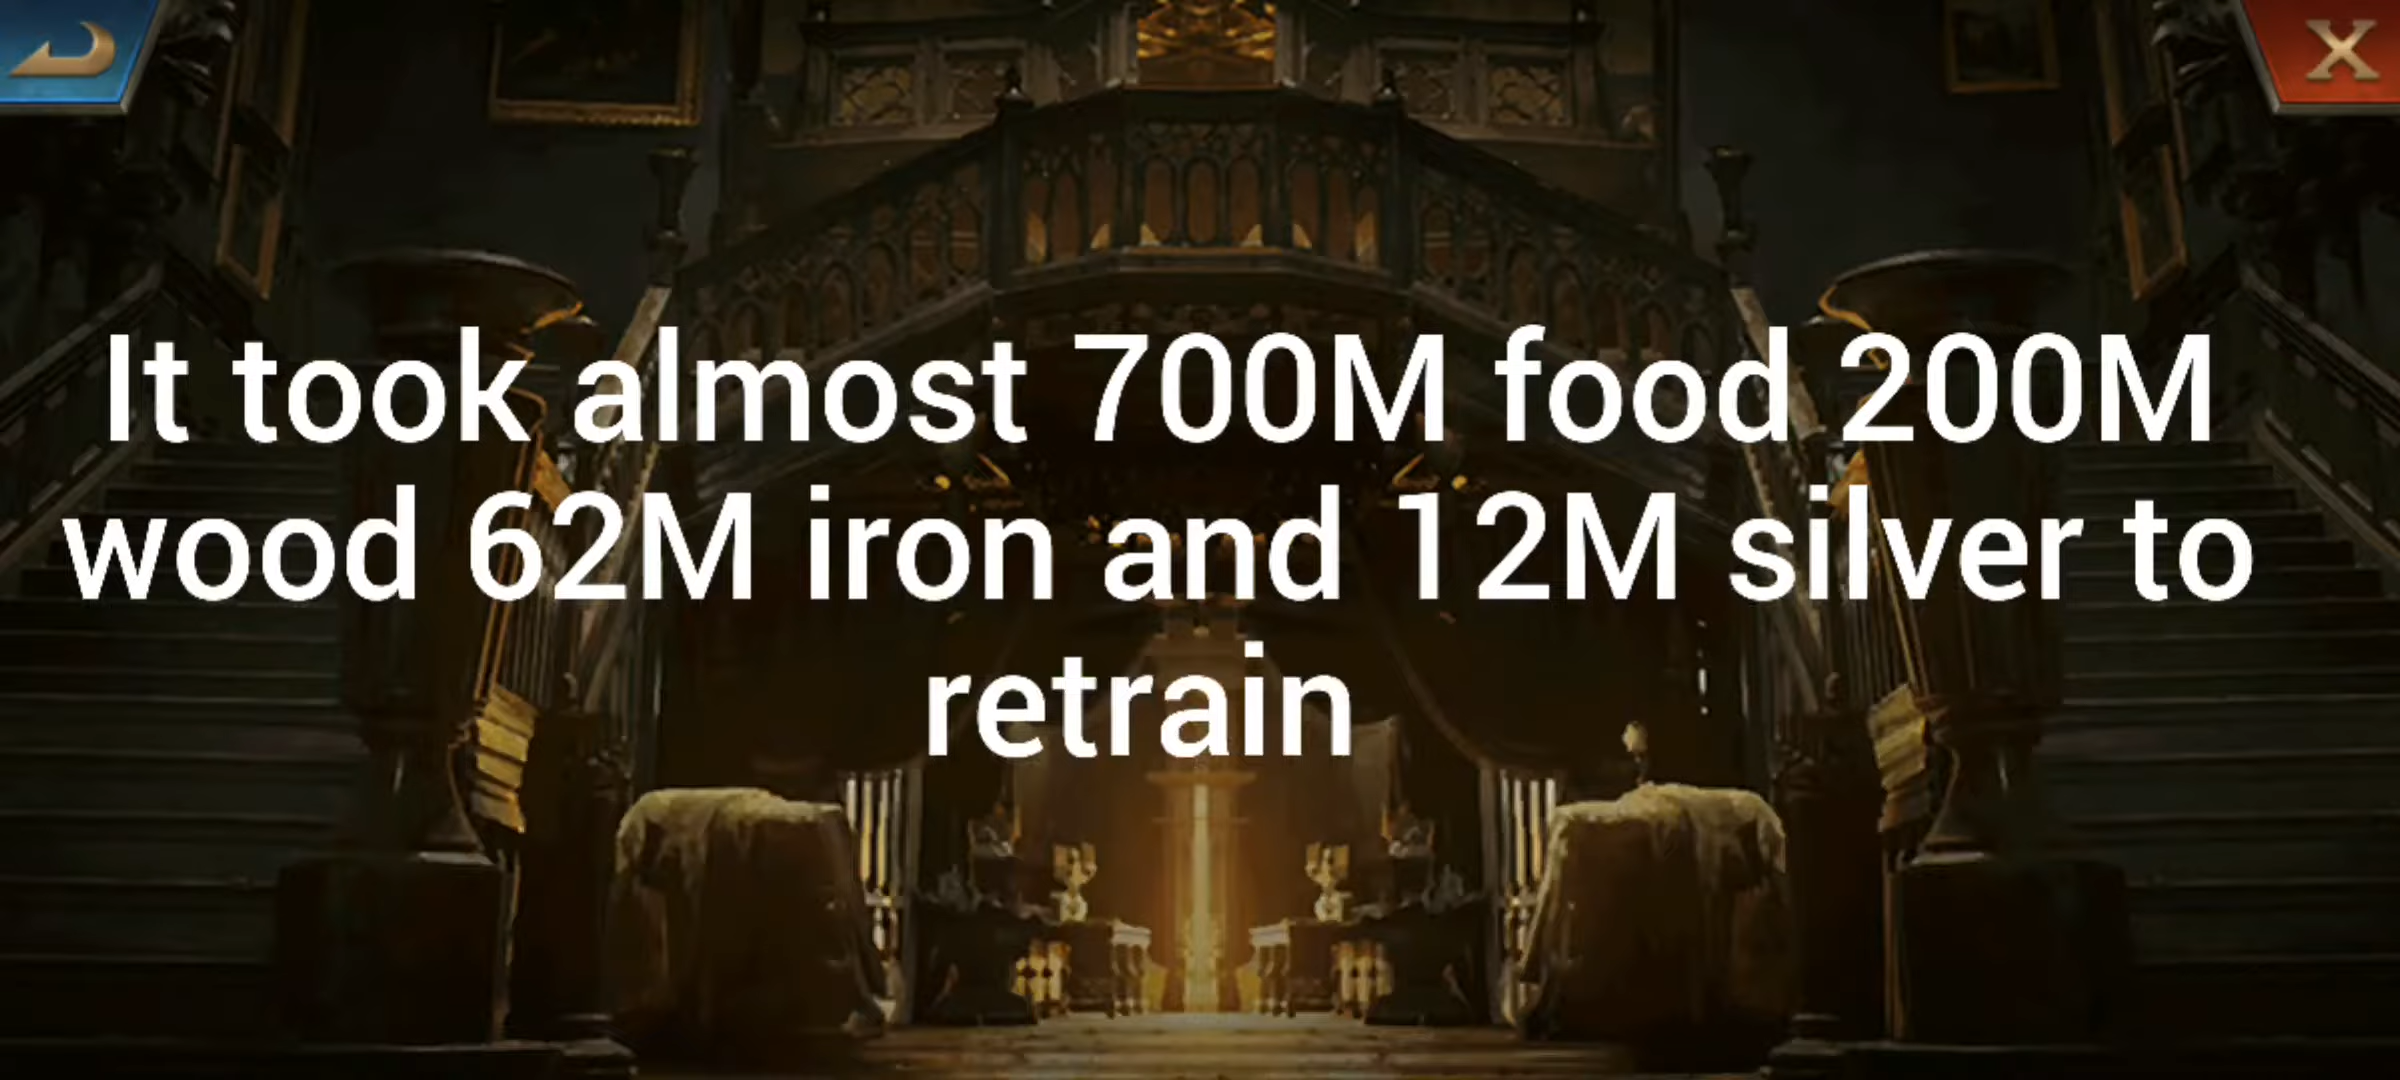 It took almost 700M food 200M
wood 62M iron and 12M silver to
retrain
X